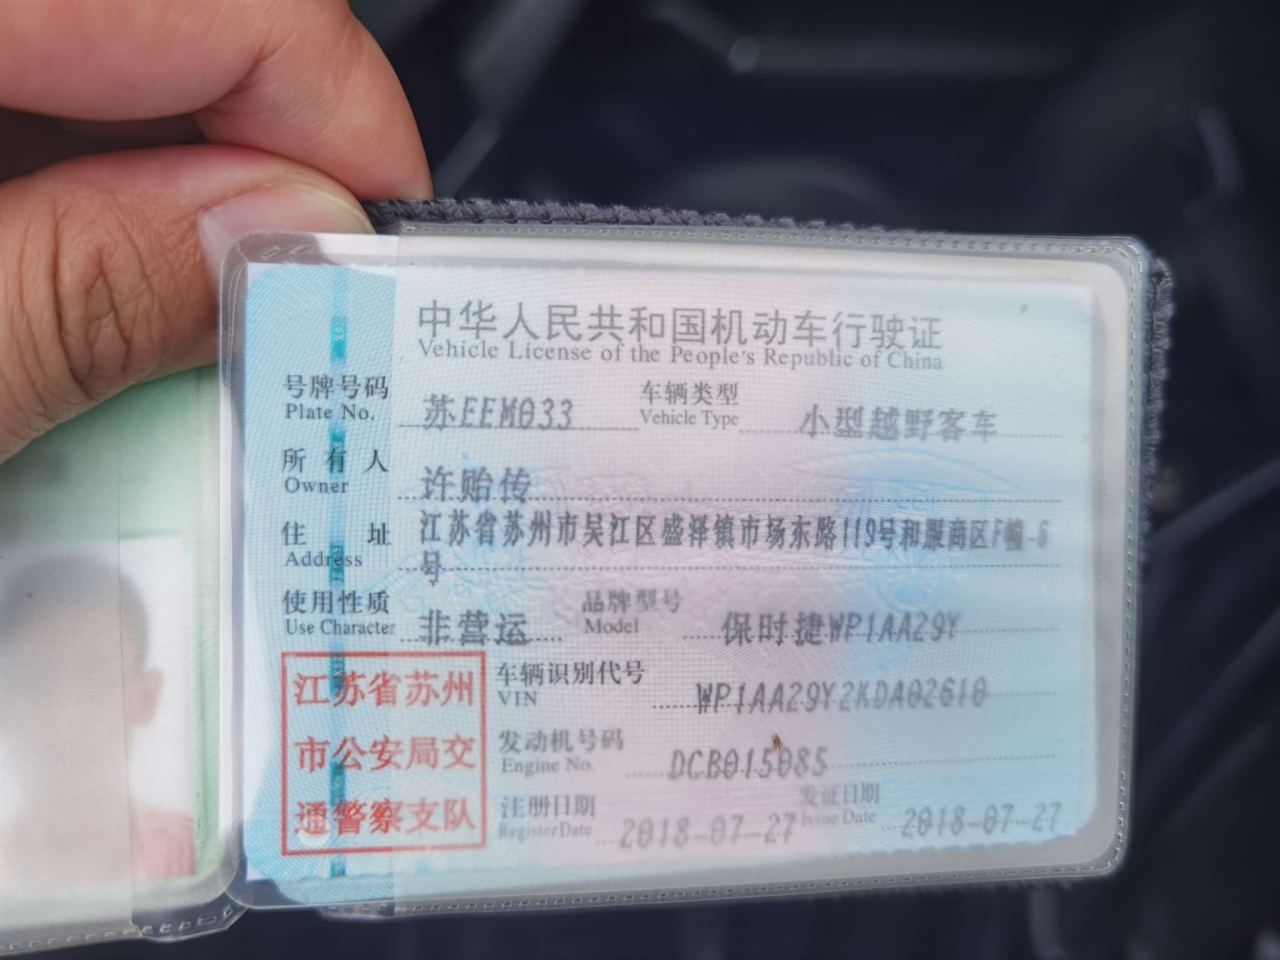 中华人民共和国机动车行驶证
Vehicle License of the People's Republic of China
号牌号码 苏EEM033 车辆类型 小型越野客车
Plate No. Vehicle Type
所有人 许贻传
Owner
住址 江苏省苏州市吴江区盛泽镇市场东路119号和服商区F幢-6
Address 号
使用性质 非营运 品牌型号 保时捷WP1AA29Y
Use Character Model
江苏省苏州
市公安局交
通警察支队
车辆识别代号 WP1AA29Y2KDA02610
VIN
发动机号码 DCB015085
Engine No.
注册日期 2018-07-27 发证日期 2018-07-27
Register Date Issue Date